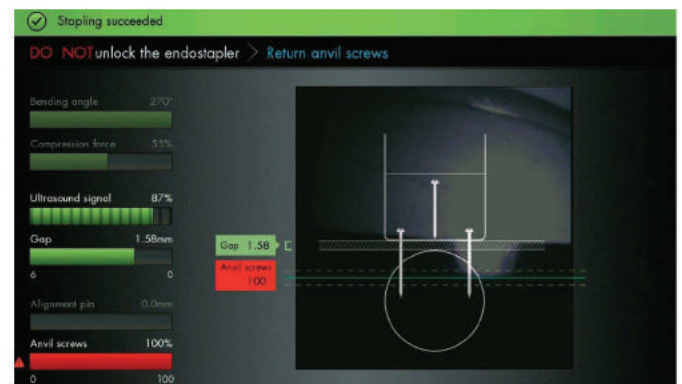 Stapling succeeded
DO NOT unlock the endostapler > Return anvil screws
Bending angle 270°
Compression force 55%
Ultrasound signal 87%
Gap 1.58mm
6 0
Gap 1.58
Anvil screws
100
Alignment pin 0.0mm
Anvil screws 100%
0 100